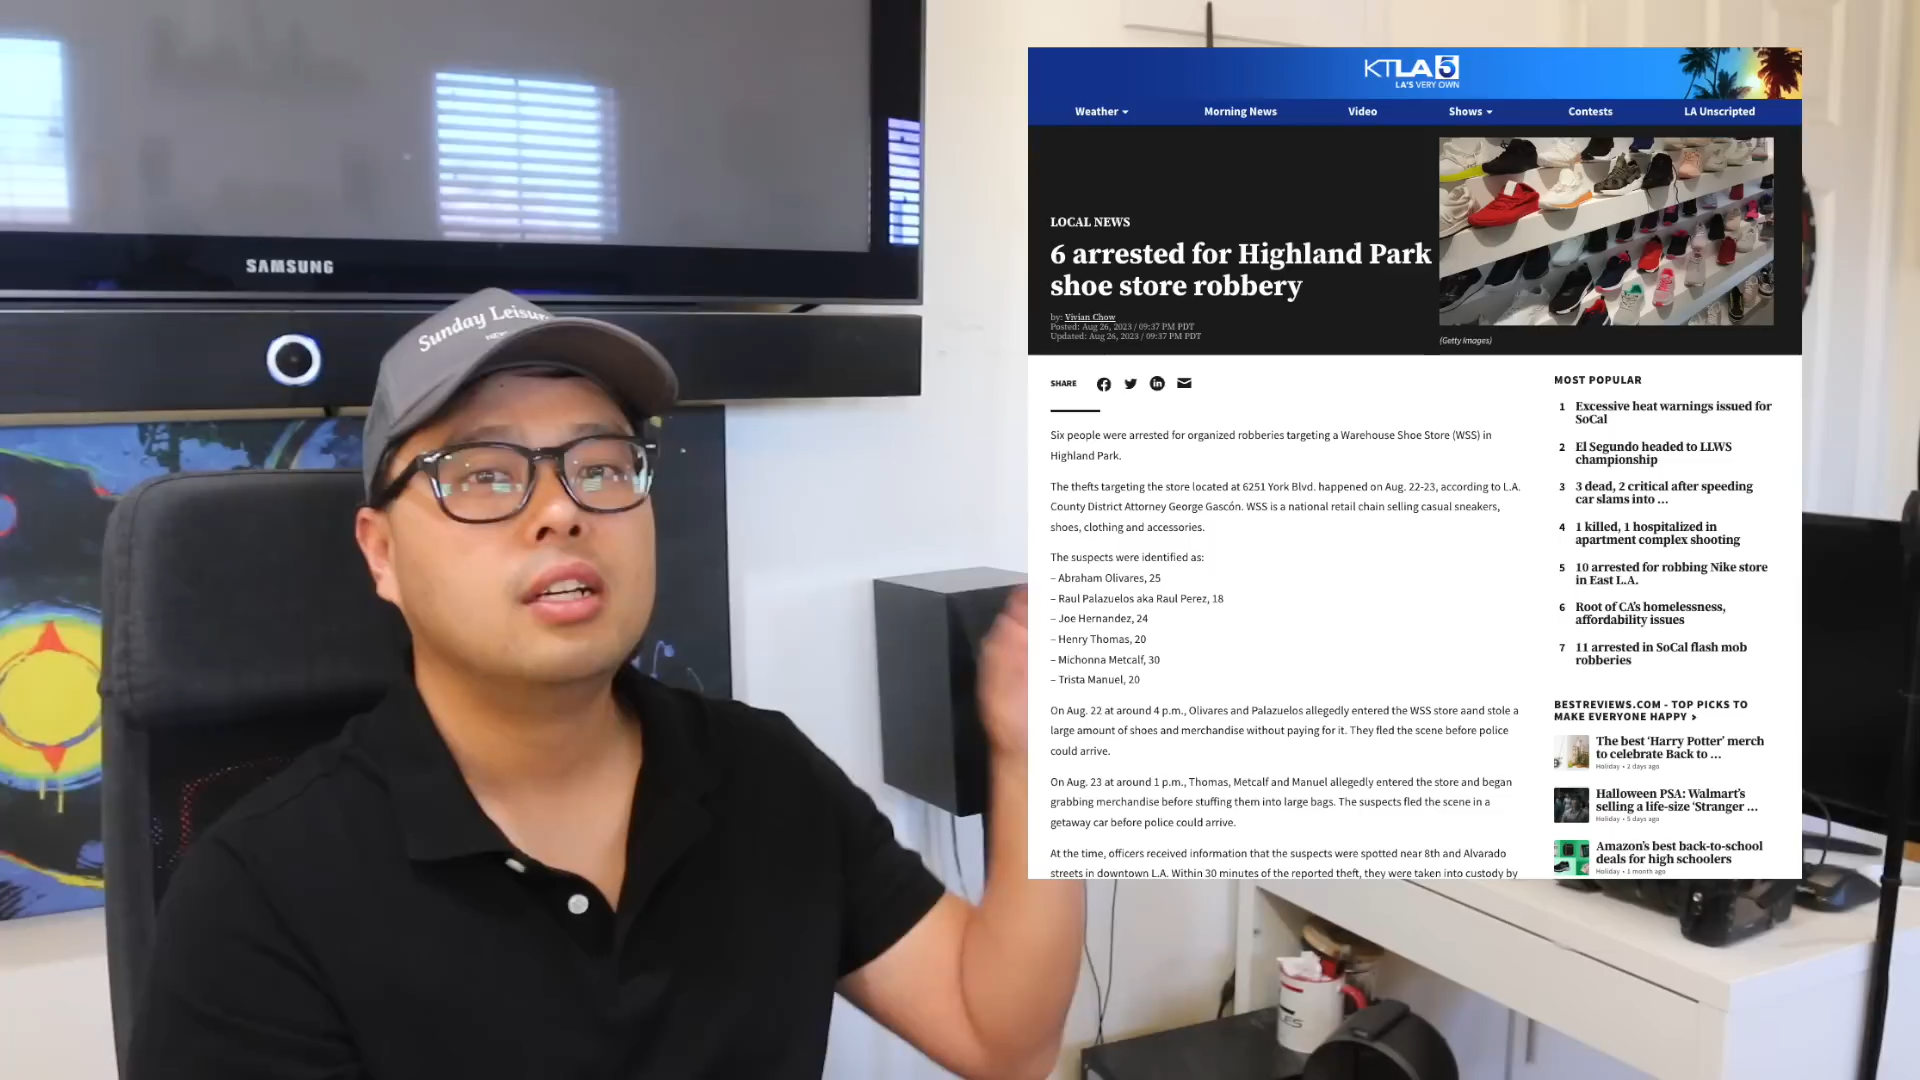 SAMSUNG
Sunday Leisu
KTLA 5
LA'S VERY OWN
Weather
Morning News
Video
Shows
Contests
LA Unscripted
LOCAL NEWS
6 arrested for Highland Park
shoe store robbery
by: Vivian Chow
Posted: Aug 26, 2023 / 09:37 PM PDT
Updated: Aug 26, 2023 / 09:37 PM PDT
(Getty Images)
SHARE
Six people were arrested for organized robberies targeting a Warehouse Shoe Store (WSS) in
Highland Park.
The thefts targeting the store located at 6251 York Blvd. happened on Aug. 22-23, according to L.A.
County District Attorney George Gascón. WSS is a national retail chain selling casual sneakers,
shoes, clothing and accessories.
The suspects were identified as:
– Abraham Olivares, 25
– Raul Palazuelos aka Raul Perez, 18
– Joe Hernandez, 24
– Henry Thomas, 20
– Michonna Metcalf, 30
– Trista Manuel, 20
On Aug. 22 at around 4 p.m., Olivares and Palazuelos allegedly entered the WSS store aand stole a
large amount of shoes and merchandise without paying for it. They fled the scene before police
could arrive.
On Aug. 23 at around 1 p.m., Thomas, Metcalf and Manuel allegedly entered the store and began
grabbing merchandise before stuffing them into large bags. The suspects fled the scene in a
getaway car before police could arrive.
At the time, officers received information that the suspects were spotted near 8th and Alvarado
streets in downtown L.A. Within 30 minutes of the reported theft, they were taken into custody by
MOST POPULAR
1 Excessive heat warnings issued for
SoCal
2 El Segundo headed to LLWS
championship
3 3 dead, 2 critical after speeding
car slams into ...
4 1 killed, 1 hospitalized in
apartment complex shooting
5 10 arrested for robbing Nike store
in East L.A.
6 Root of CA's homelessness,
affordability issues
7 11 arrested in SoCal flash mob
robberies
BESTREVIEWS.COM - TOP PICKS TO
MAKE EVERYONE HAPPY >
The best ‘Harry Potter’ merch
to celebrate Back to ...
Holiday • 2 days ago
Halloween PSA: Walmart’s
selling a life-size ‘Stranger ...
Holiday • 5 days ago
Amazon’s best back-to-school
deals for high schoolers
Holiday • 1 month ago